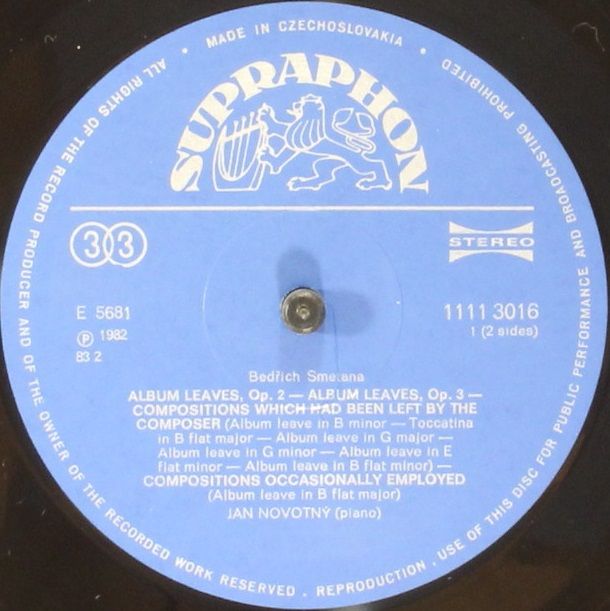 MADE IN CZECHOSLOVAKIA
ALL RIGHTS OF THE RECORD PRODUCER AND OF THE OWNER OF THE RECORDED WORK RESERVED . REPRODUCTION . USE OF THIS DISC FOR PUBLIC PERFORMANCE AND BROADCASTING PROHIBITED
SUPRAPHON
33
STEREO
E 5681
1111 3016
Ⓟ 1982
1 (2 sides)
83 2
Bedřich Smetana
ALBUM LEAVES, Op. 2 — ALBUM LEAVES, Op. 3 —
COMPOSITIONS WHICH HAD BEEN LEFT BY THE
COMPOSER (Album leave in B minor — Toccatina
in B flat major — Album leave in G major —
Album leave in G minor — Album leave in E
flat minor — Album leave in B flat minor) —
COMPOSITIONS OCCASIONALLY EMPLOYED
(Album leave in B flat major)
JAN NOVOTNÝ (piano)